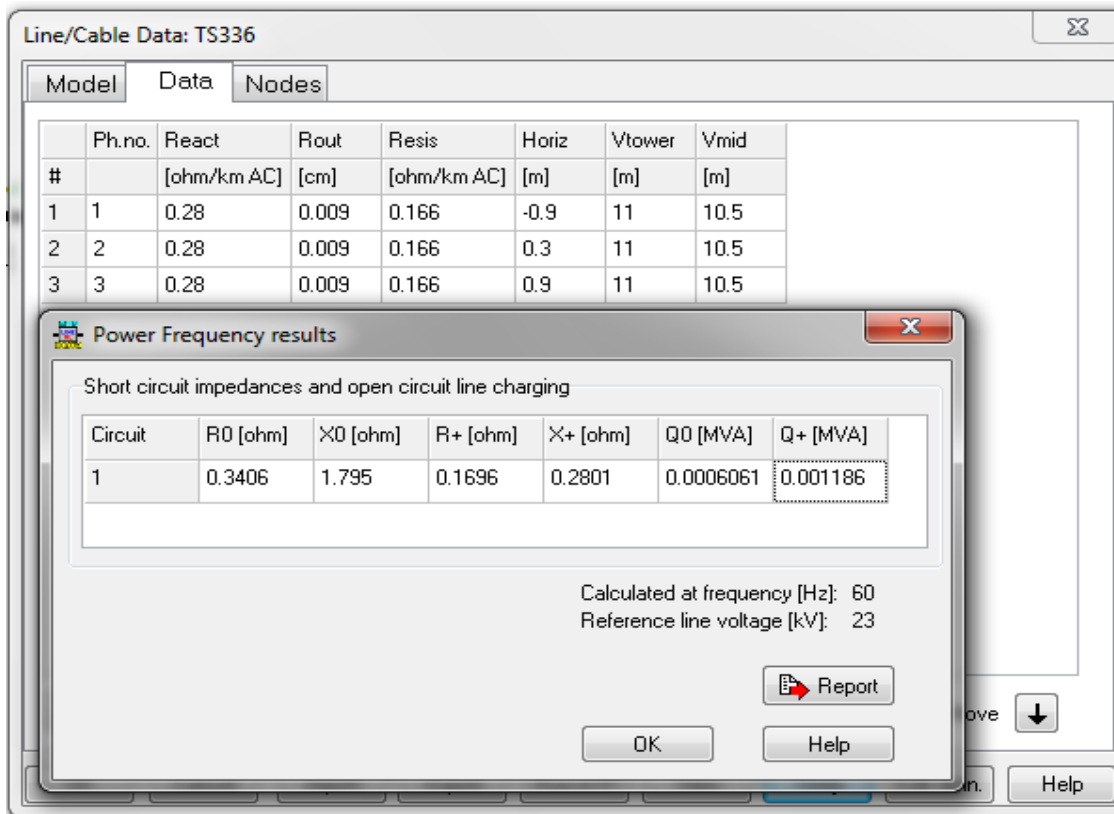 Line/Cable Data: TS336
Model Data Nodes
Ph.no. React Rout Resis Horiz Vtower Vmid
# [ohm/km AC] [cm] [ohm/km AC] [m] [m] [m]
1 1 0.28 0.009 0.166 -0.9 11 10.5
2 2 0.28 0.009 0.166 0.3 11 10.5
3 3 0.28 0.009 0.166 0.9 11 10.5
Power Frequency results
Short circuit impedances and open circuit line charging
Circuit R0 [ohm] X0 [ohm] R+ [ohm] X+ [ohm] Q0 [MVA] Q+ [MVA]
1 0.3406 1.795 0.1696 0.2801 0.0006061 0.001186
Calculated at frequency [Hz]: 60
Reference line voltage [kV]: 23
Report
ove
OK Help
n. Help